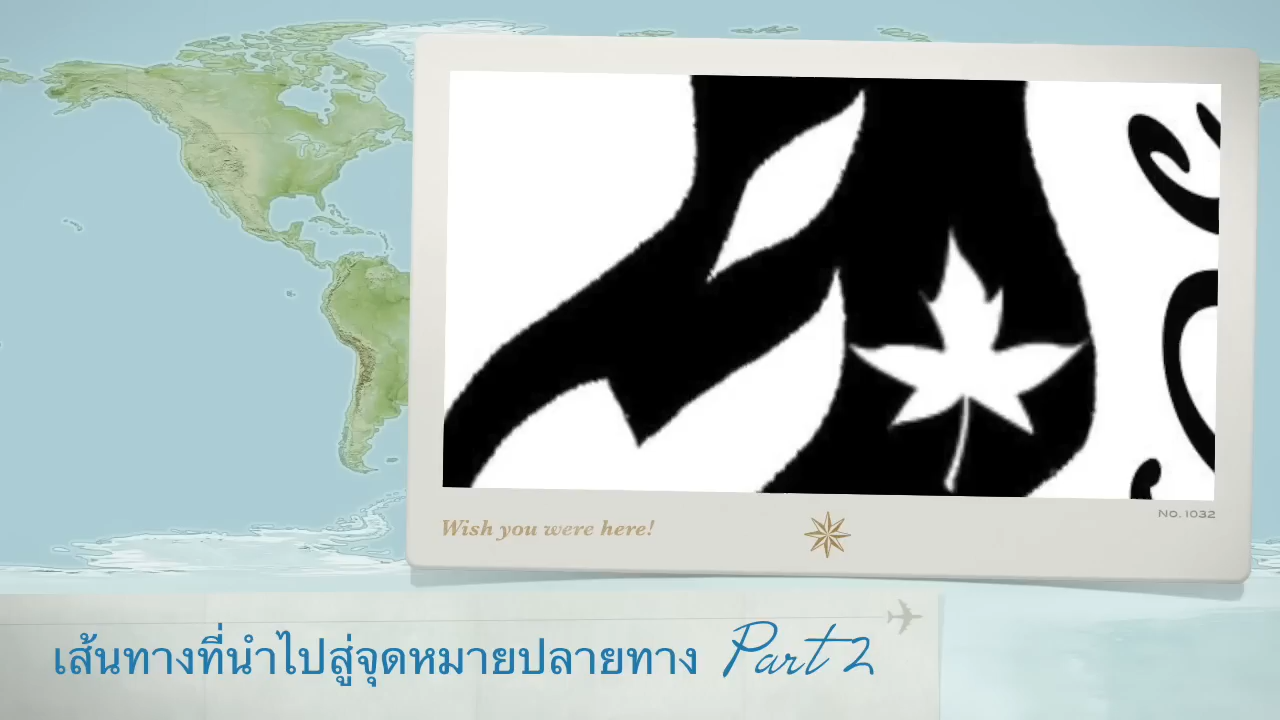 Wish you were here!
No. 1032
เส้นทางที่นำไปสู่จุดหมายปลายทาง Part 2